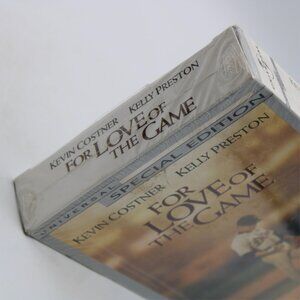 KEVIN COSTNER KELLY PRESTON
FOR LOVE OF
THE GAME
UNIVERSAL
SPECIAL EDITION
KEVIN COSTNER KELLY PRESTON
FOR
LOVE OF
THE GAME